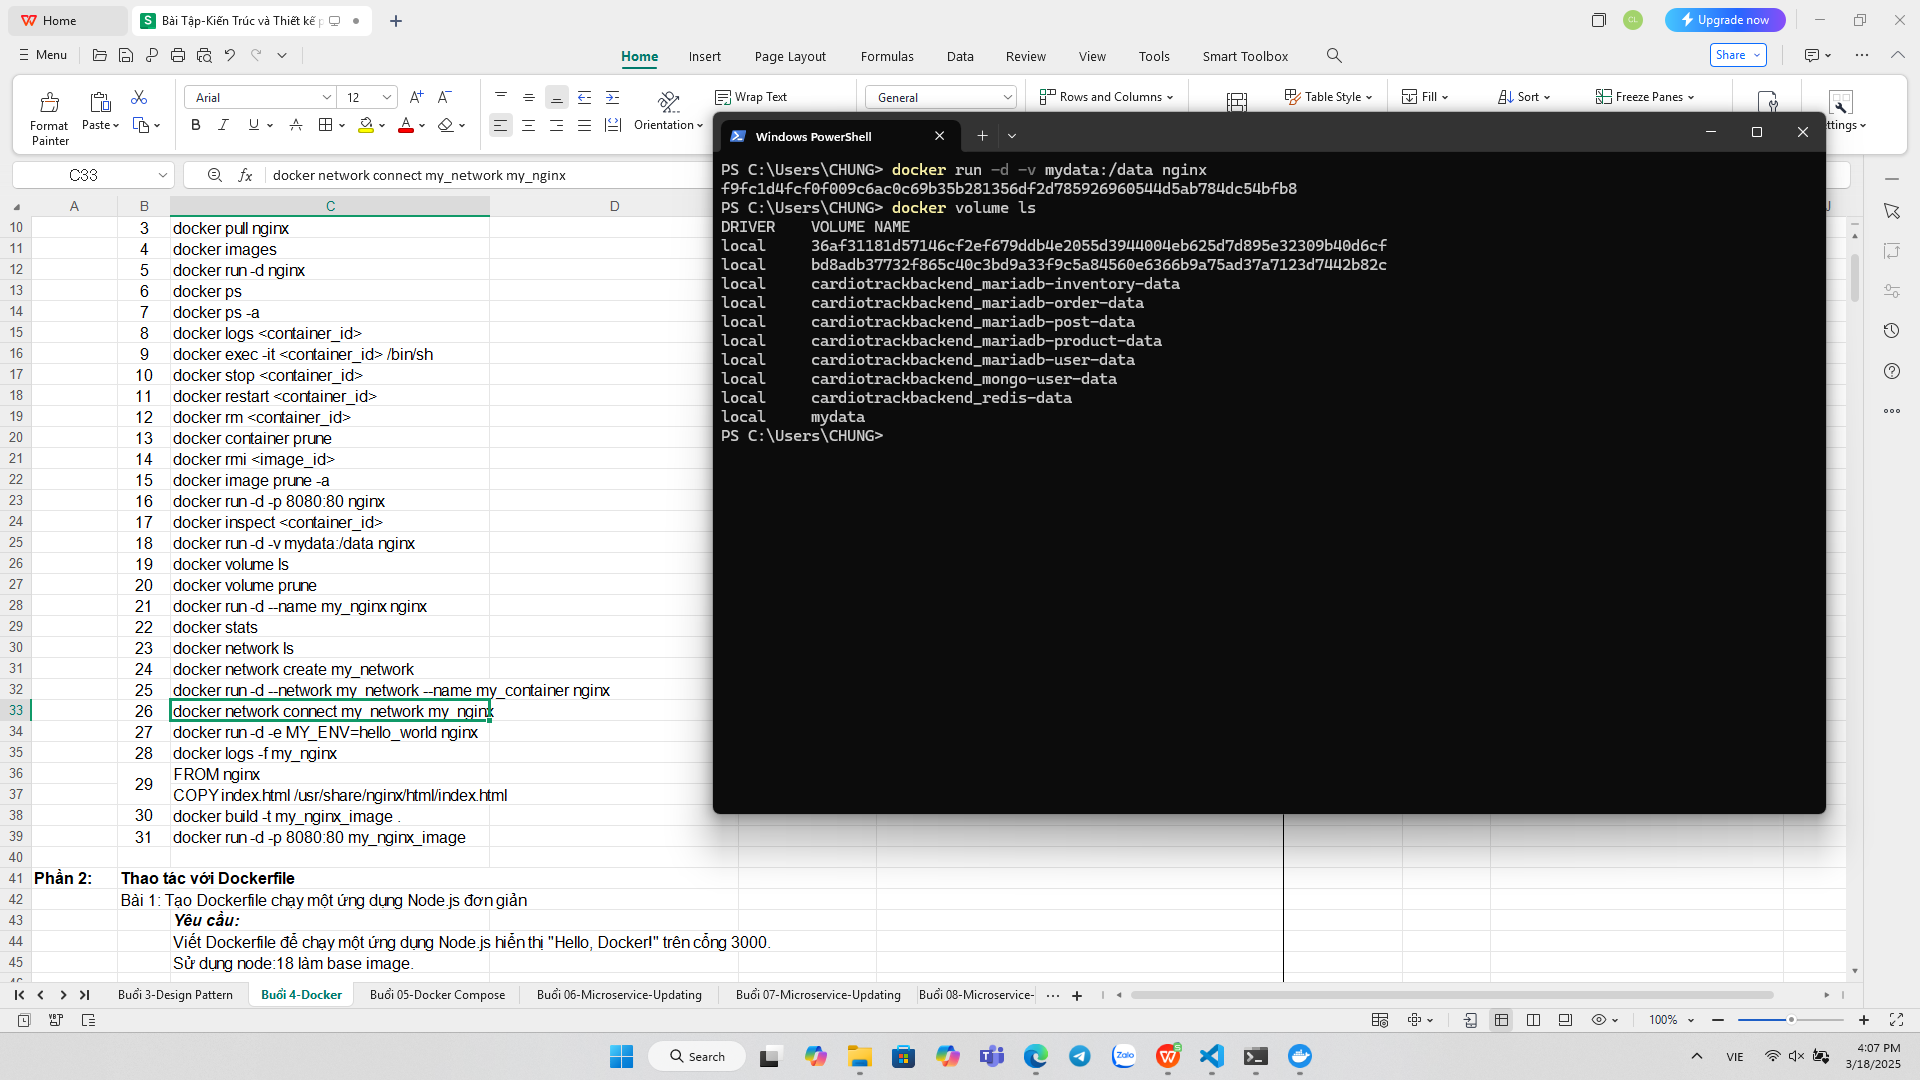 Home
Bài Tập-Kiến Trúc và Thiết kế p
CL
Upgrade now
Menu
Home
Insert
Page Layout
Formulas
Data
Review
View
Tools
Smart Toolbox
Share
Format
Painter
Paste
Arial
12
Orientation
Wrap Text
General
Rows and Columns
Table Style
Fill
Sort
Freeze Panes
ttings
C33
docker network connect my_network my_nginx
A B C D
10 3 docker pull nginx
11 4 docker images
12 5 docker run -d nginx
13 6 docker ps
14 7 docker ps -a
15 8 docker logs <container_id>
16 9 docker exec -it <container_id> /bin/sh
17 10 docker stop <container_id>
18 11 docker restart <container_id>
19 12 docker rm <container_id>
20 13 docker container prune
21 14 docker rmi <image_id>
22 15 docker image prune -a
23 16 docker run -d -p 8080:80 nginx
24 17 docker inspect <container_id>
25 18 docker run -d -v mydata:/data nginx
26 19 docker volume ls
27 20 docker volume prune
28 21 docker run -d --name my_nginx nginx
29 22 docker stats
30 23 docker network ls
31 24 docker network create my_network
32 25 docker run -d --network my_network --name my_container nginx
33 26 docker network connect my_network my_nginx
34 27 docker run -d -e MY_ENV=hello_world nginx
35 28 docker logs -f my_nginx
36 29 FROM nginx
37 COPY index.html /usr/share/nginx/html/index.html
38 30 docker build -t my_nginx_image .
39 31 docker run -d -p 8080:80 my_nginx_image
40
41 Phần 2: Thao tác với Dockerfile
42 Bài 1: Tạo Dockerfile chạy một ứng dụng Node.js đơn giản
43 Yêu cầu:
44 Viết Dockerfile để chạy một ứng dụng Node.js hiển thị "Hello, Docker!" trên cổng 3000.
45 Sử dụng node:18 làm base image.
Windows PowerShell
PS C:\Users\CHUNG> docker run -d -v mydata:/data nginx
f9fc1d4fcf0f009c6ac0c69b35b281356df2d785926960544d5ab784dc54bfb8
PS C:\Users\CHUNG> docker volume ls
DRIVER VOLUME NAME
local 36af31181d57146cf2ef679ddb4e2055d3944004eb625d7d895e32309b40d6cf
local bd8adb37732f865c40c3bd9a33f9c5a84560e6366b9a75ad37a7123d7442b82c
local cardiotrackbackend_mariadb-inventory-data
local cardiotrackbackend_mariadb-order-data
local cardiotrackbackend_mariadb-post-data
local cardiotrackbackend_mariadb-product-data
local cardiotrackbackend_mariadb-user-data
local cardiotrackbackend_mongo-user-data
local cardiotrackbackend_redis-data
local mydata
PS C:\Users\CHUNG>
Buổi 3-Design Pattern
Buổi 4-Docker
Buổi 05-Docker Compose
Buổi 06-Microservice-Updating
Buổi 07-Microservice-Updating
Buổi 08-Microservice-
100%
Search
Zalo
VIE
4:07 PM
3/18/2025